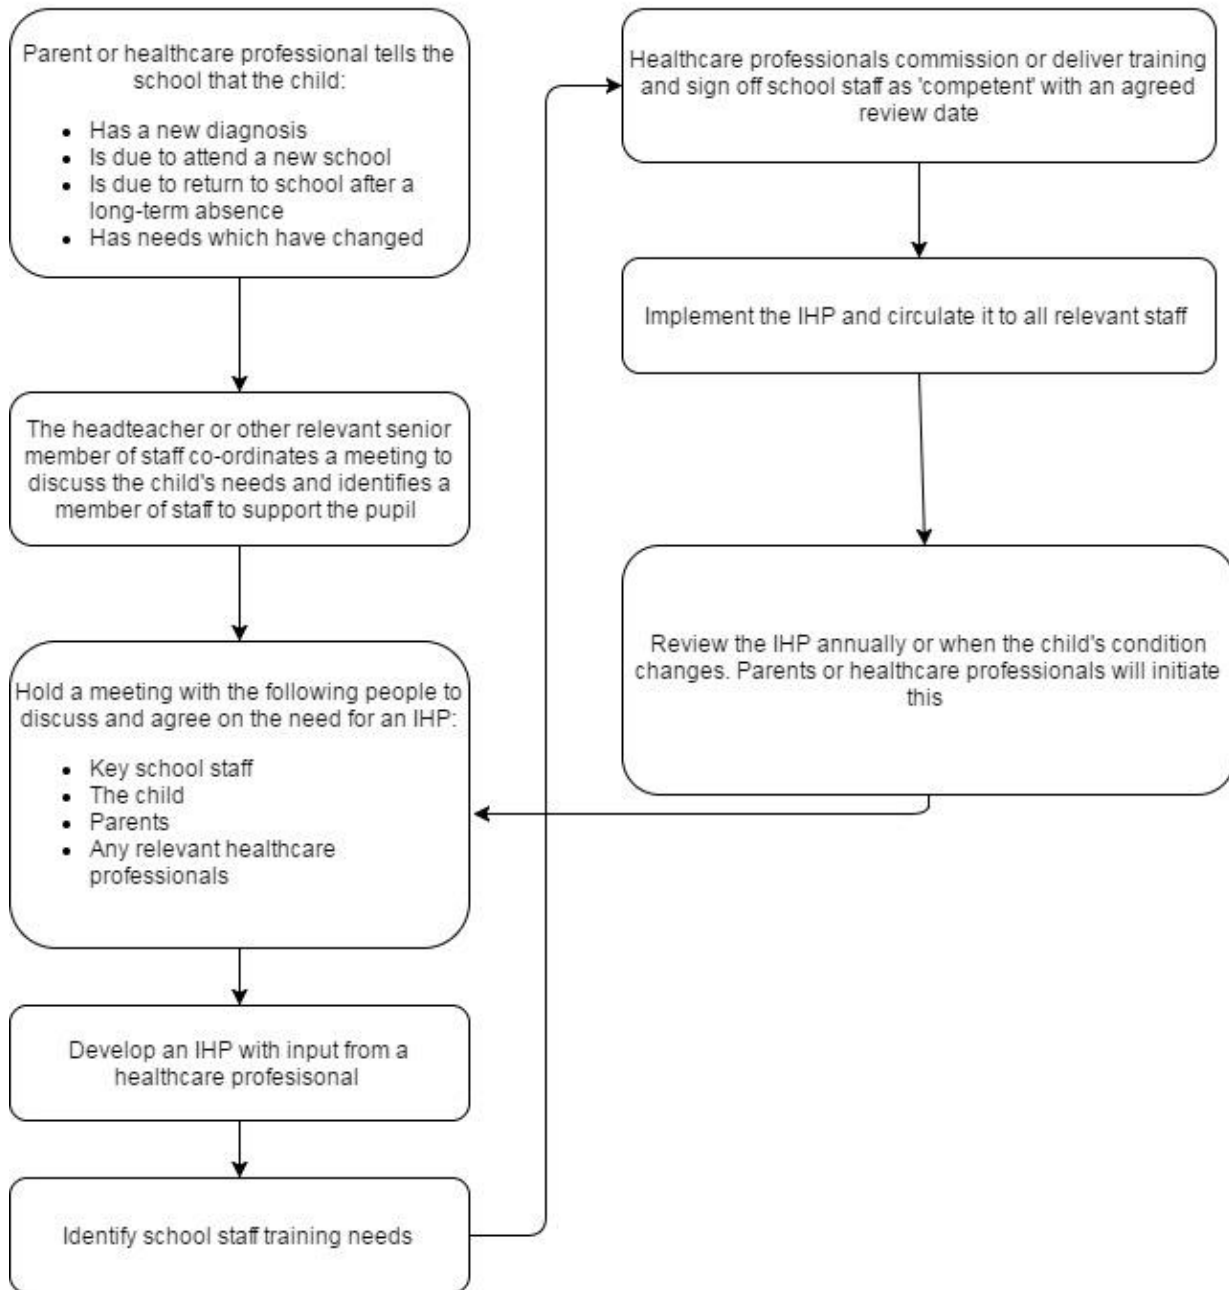 Parent or healthcare professional tells the
school that the child:
• Has a new diagnosis
• Is due to attend a new school
• Is due to return to school after a
long-term absence
• Has needs which have changed
The headteacher or other relevant senior
member of staff co-ordinates a meeting to
discuss the child's needs and identifies a
member of staff to support the pupil
Hold a meeting with the following people to
discuss and agree on the need for an IHP:
• Key school staff
• The child
• Parents
• Any relevant healthcare
professionals
Develop an IHP with input from a
healthcare profesisonal
Identify school staff training needs
Healthcare professionals commission or deliver training
and sign off school staff as 'competent' with an agreed
review date
Implement the IHP and circulate it to all relevant staff
Review the IHP annually or when the child's condition
changes. Parents or healthcare professionals will initiate
this